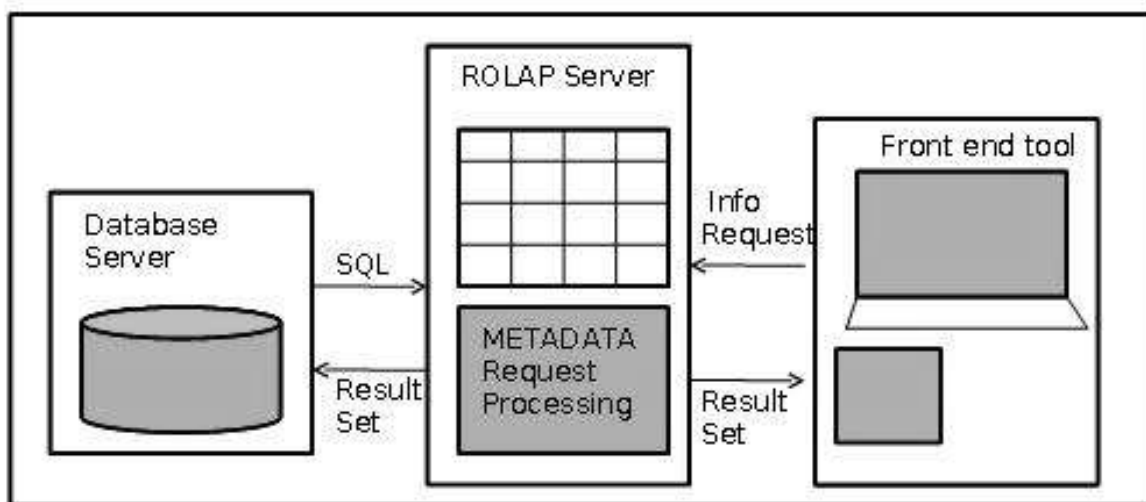 ROLAP Server
Front end tool
Database
Server
SQL
Info
Request
METADATA
Request
Processing
Result
Set
Result
Set